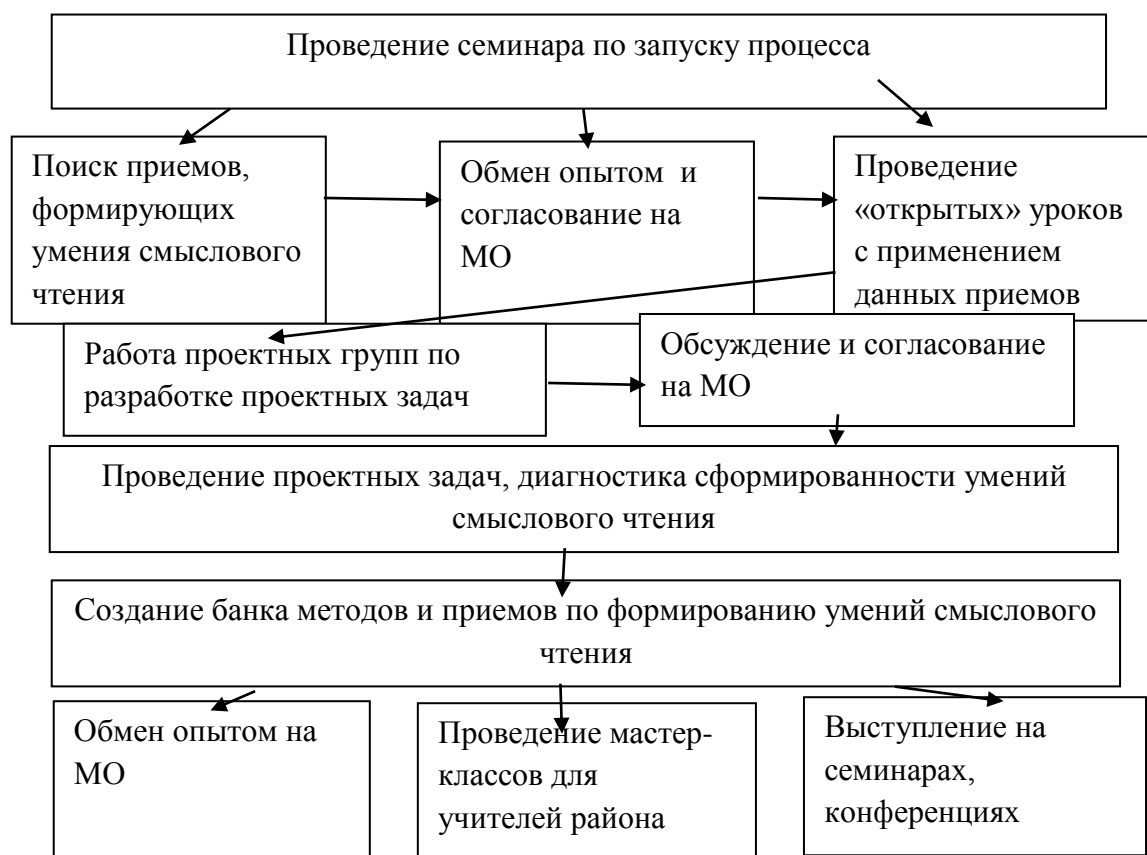 Проведение семинара по запуску процесса
Поиск приемов,
формирующих
умения смыслового
чтения
Обмен опытом и
согласование на
МО
Проведение
«открытых» уроков
с применением
данных приемов
Работа проектных групп по
разработке проектных задач
Обсуждение и согласование
на МО
Проведение проектных задач, диагностика сформированности умений
смыслового чтения
Создание банка методов и приемов по формированию умений смыслового
чтения
Обмен опытом на
МО
Проведение мастер-
классов для
учителей района
Выступление на
семинарах,
конференциях